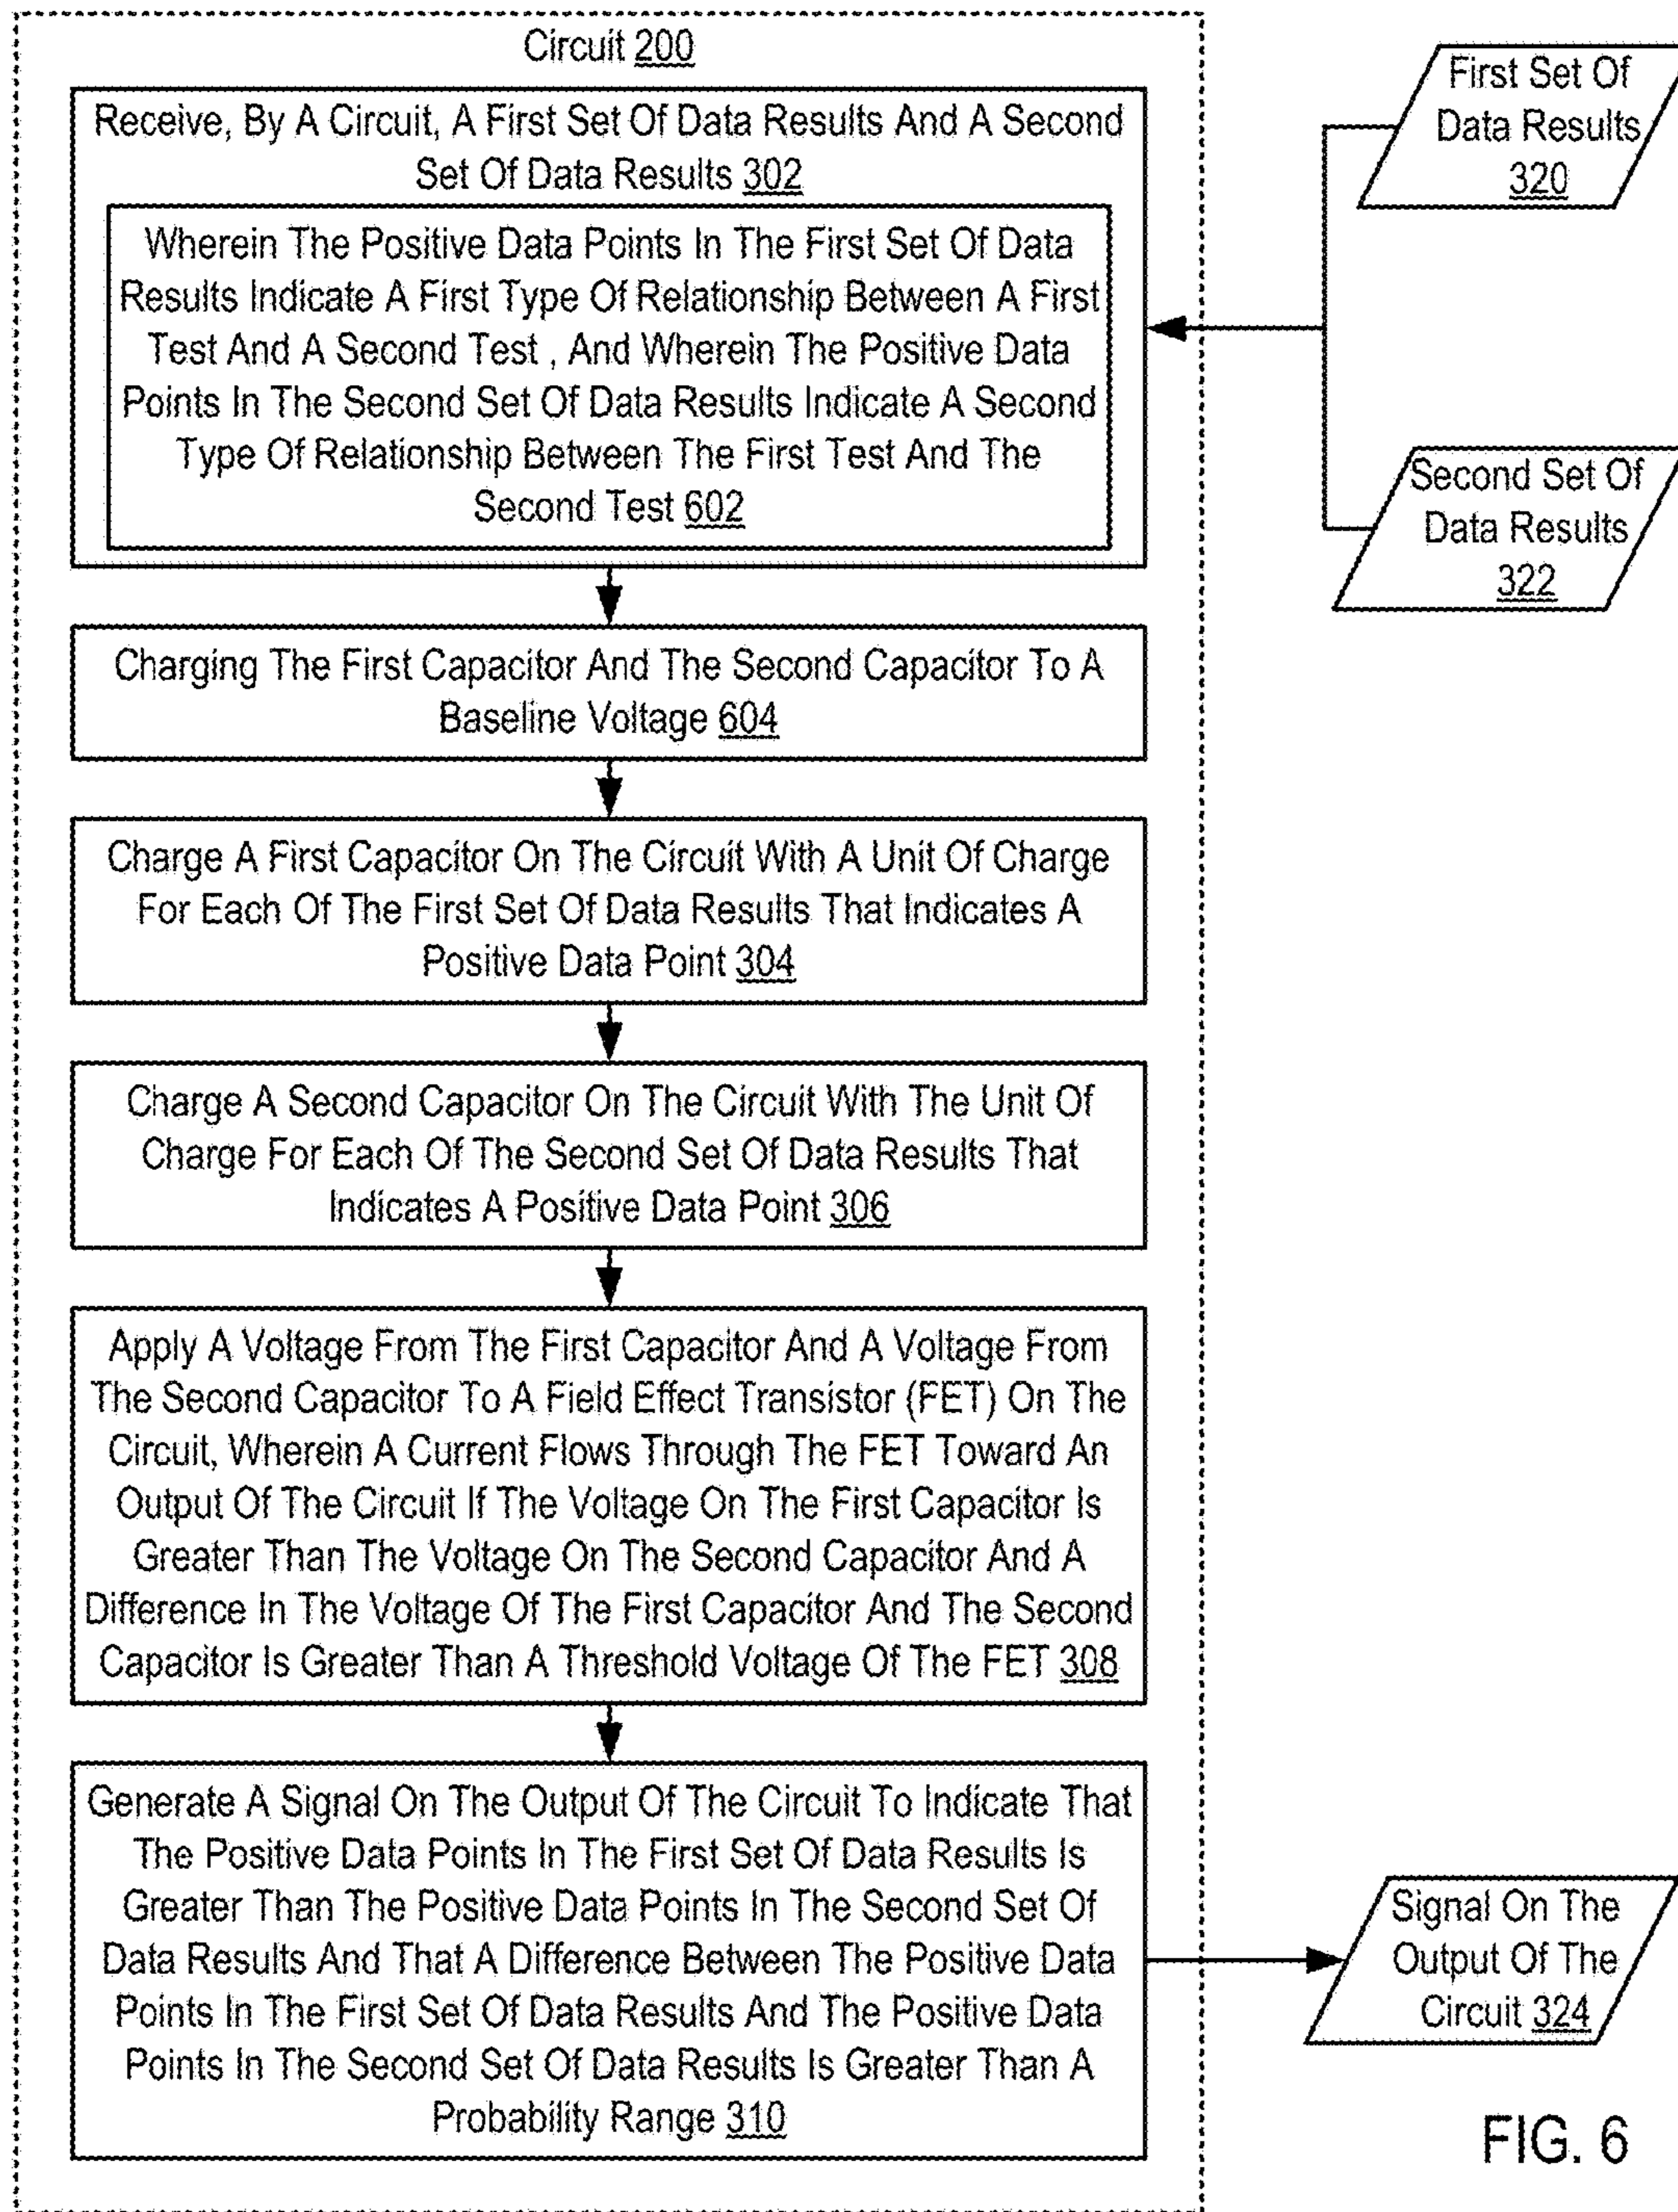 Circuit 200
Receive, By A Circuit, A First Set Of Data Results And A Second
Set Of Data Results 302
Wherein The Positive Data Points In The First Set Of Data
Results Indicate A First Type Of Relationship Between A First
Test And A Second Test , And Wherein The Positive Data
Points In The Second Set Of Data Results Indicate A Second
Type Of Relationship Between The First Test And The
Second Test 602
First Set Of
Data Results
320
Second Set Of
Data Results
322
Charging The First Capacitor And The Second Capacitor To A
Baseline Voltage 604
Charge A First Capacitor On The Circuit With A Unit Of Charge
For Each Of The First Set Of Data Results That Indicates A
Positive Data Point 304
Charge A Second Capacitor On The Circuit With The Unit Of
Charge For Each Of The Second Set Of Data Results That
Indicates A Positive Data Point 306
Apply A Voltage From The First Capacitor And A Voltage From
The Second Capacitor To A Field Effect Transistor (FET) On The
Circuit, Wherein A Current Flows Through The FET Toward An
Output Of The Circuit If The Voltage On The First Capacitor Is
Greater Than The Voltage On The Second Capacitor And A
Difference In The Voltage Of The First Capacitor And The Second
Capacitor Is Greater Than A Threshold Voltage Of The FET 308
Generate A Signal On The Output Of The Circuit To Indicate That
The Positive Data Points In The First Set Of Data Results Is
Greater Than The Positive Data Points In The Second Set Of
Data Results And That A Difference Between The Positive Data
Points In The First Set Of Data Results And The Positive Data
Points In The Second Set Of Data Results Is Greater Than A
Probability Range 310
Signal On The
Output Of The
Circuit 324
FIG. 6